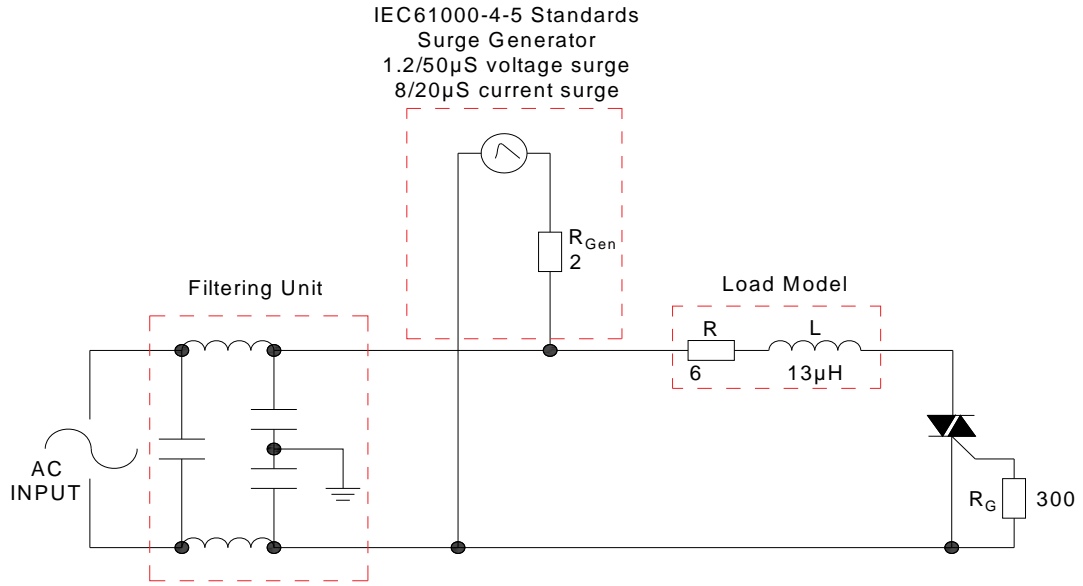 IEC61000-4-5 Standards
Surge Generator
1.2/50µS voltage surge
8/20µS current surge
RGen
2
Filtering Unit
Load Model
R
L
6
13µH
AC
INPUT
RG
300